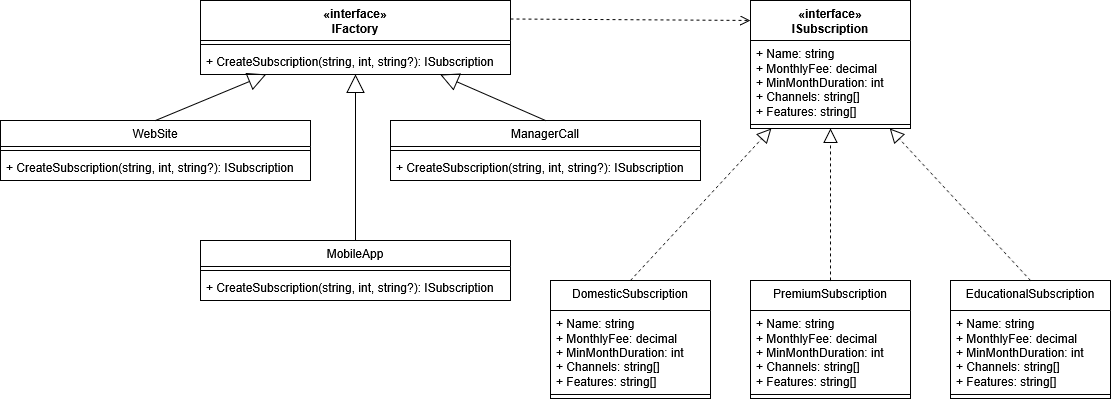 «interface»
IFactory
+ CreateSubscription(string, int, string?): ISubscription
«interface»
ISubscription
+ Name: string
+ MonthlyFee: decimal
+ MinMonthDuration: int
+ Channels: string[]
+ Features: string[]
WebSite
+ CreateSubscription(string, int, string?): ISubscription
ManagerCall
+ CreateSubscription(string, int, string?): ISubscription
MobileApp
+ CreateSubscription(string, int, string?): ISubscription
DomesticSubscription
+ Name: string
+ MonthlyFee: decimal
+ MinMonthDuration: int
+ Channels: string[]
+ Features: string[]
PremiumSubscription
+ Name: string
+ MonthlyFee: decimal
+ MinMonthDuration: int
+ Channels: string[]
+ Features: string[]
EducationalSubscription
+ Name: string
+ MonthlyFee: decimal
+ MinMonthDuration: int
+ Channels: string[]
+ Features: string[]